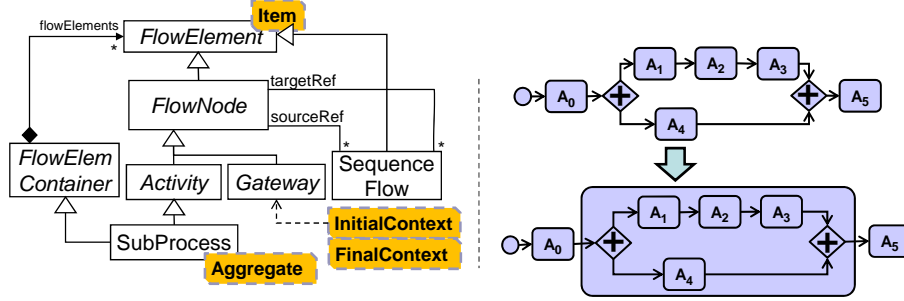 Item
flowElements
*
FlowElement
targetRef
FlowNode
sourceRef
*
*
FlowElem
Container
Activity
Gateway
Sequence
Flow
SubProcess
InitialContext
FinalContext
Aggregate
A1
A2
A3
A0
A5
A4
A1
A2
A3
A0
A5
A4